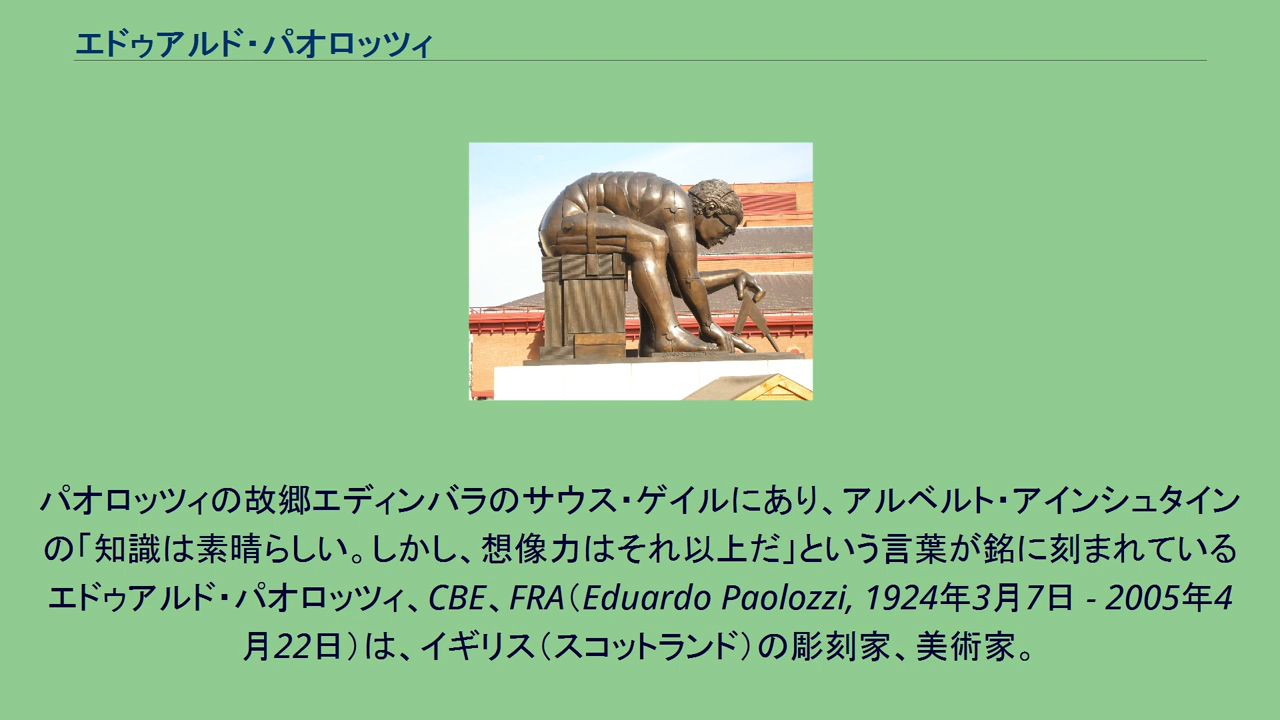 エドゥアルド・パオロッツィ
パオロッツィの故郷エディンバラのサウス・ゲイルにあり、アルベルト・アインシュタイン
の「知識は素晴らしい。しかし、想像力はそれ以上だ」という言葉が銘に刻まれている
エドゥアルド・パオロッツィ、CBE、FRA（Eduardo Paolozzi, 1924年3月7日 - 2005年4
月22日）は、イギリス（スコットランド）の彫刻家、美術家。